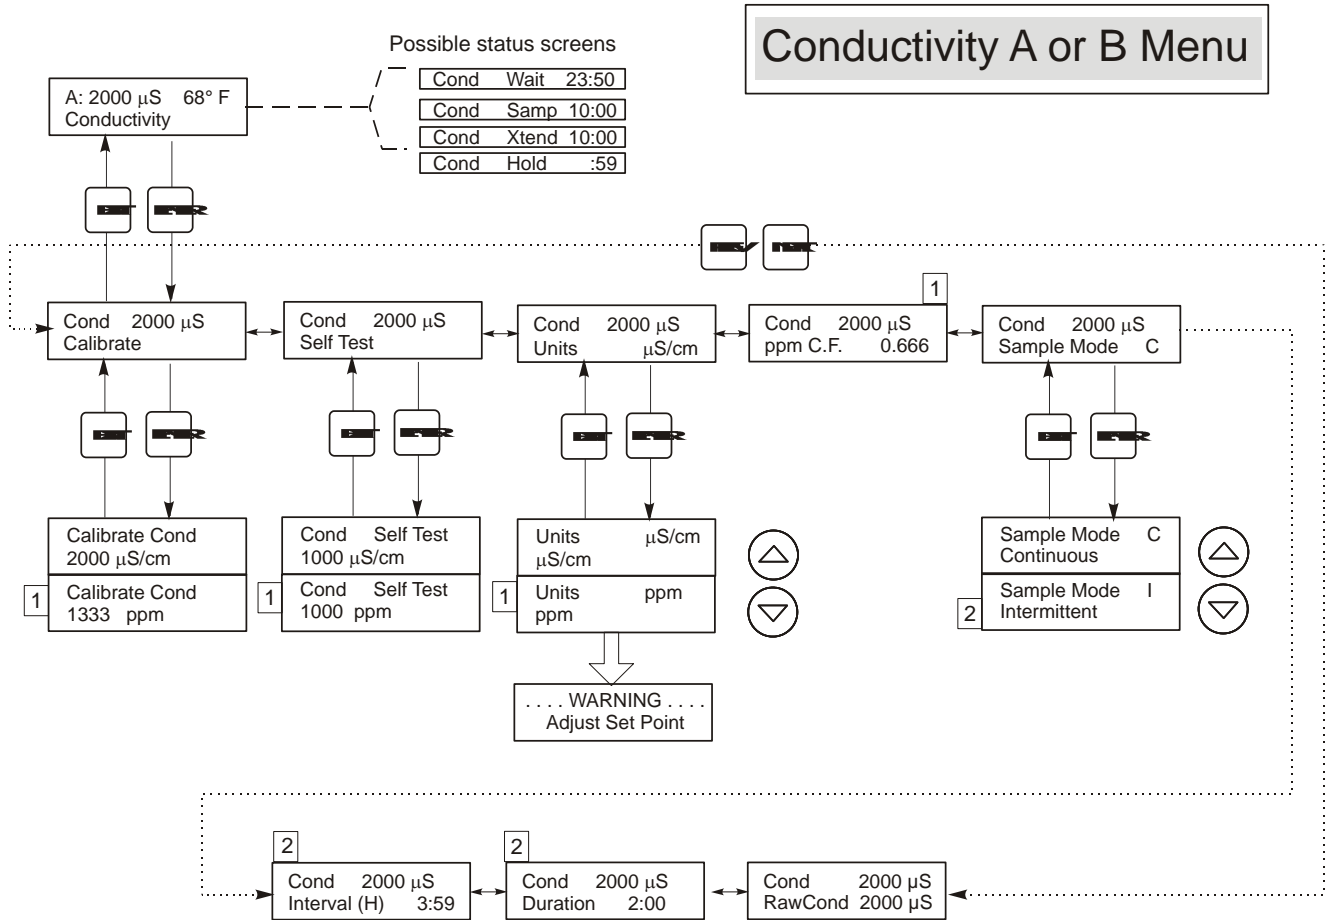 Conductivity A or B Menu
Possible status screens
Cond Wait 23:50
Cond Samp 10:00
Cond Xtend 10:00
Cond Hold :59
A: 2000 μS 68° F
Conductivity
1
Cond 2000 μS
Calibrate
Cond 2000 μS
Self Test
Cond 2000 μS
Units μS/cm
Cond 2000 μS
ppm C.F. 0.666
Cond 2000 μS
Sample Mode C
Calibrate Cond
2000 μS/cm
1
Calibrate Cond
1333 ppm
Cond Self Test
1000 μS/cm
1
Cond Self Test
1000 ppm
Units μS/cm
μS/cm
1
Units ppm
ppm
Sample Mode C
Continuous
2
Sample Mode I
Intermittent
. . . . WARNING . . . .
Adjust Set Point
2
Cond 2000 μS
Interval (H) 3:59
2
Cond 2000 μS
Duration 2:00
Cond 2000 μS
RawCond 2000 μS